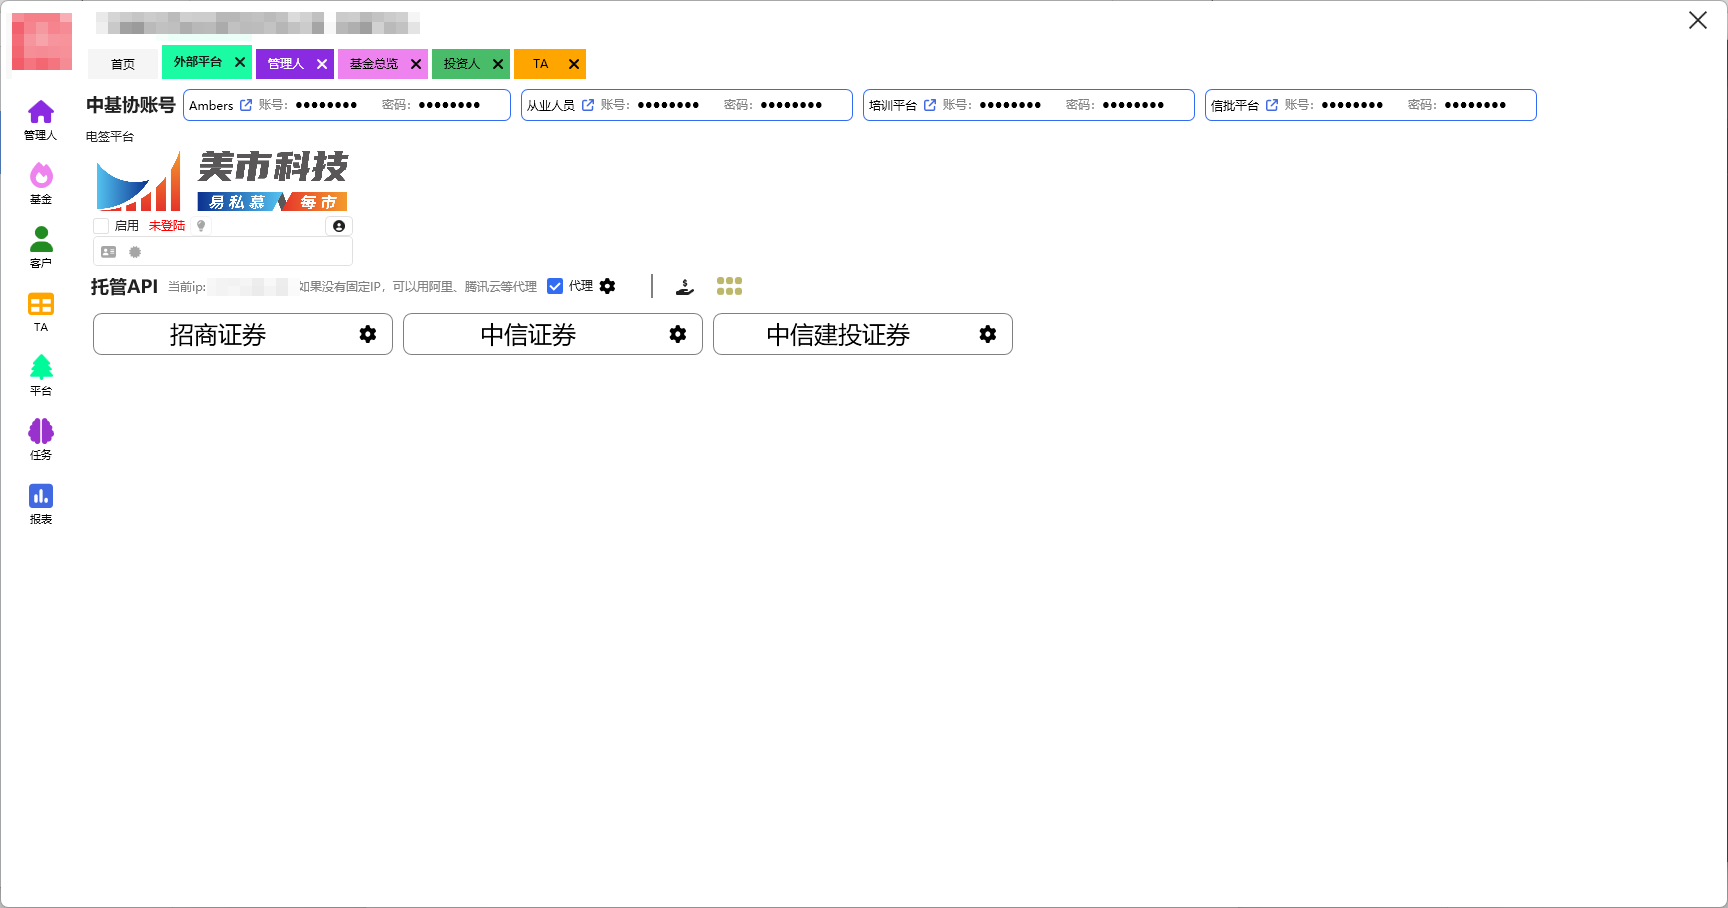 首页 外部平台 管理人 基金总览 投资人 TA
中基协账号 Ambers 账号: ●●●●●●●● 密码: ●●●●●●●● 从业人员 账号: ●●●●●●●● 密码: ●●●●●●●● 培训平台 账号: ●●●●●●●● 密码: ●●●●●●●● 信批平台 账号: ●●●●●●●● 密码: ●●●●●●●●
电签平台
美市科技
易私慕 每市
启用 未登陆
托管API 当前ip: 如果没有固定IP，可以用阿里、腾讯云等代理 代理
招商证券 中信证券 中信建投证券
管理人
基金
客户
TA
平台
任务
报表